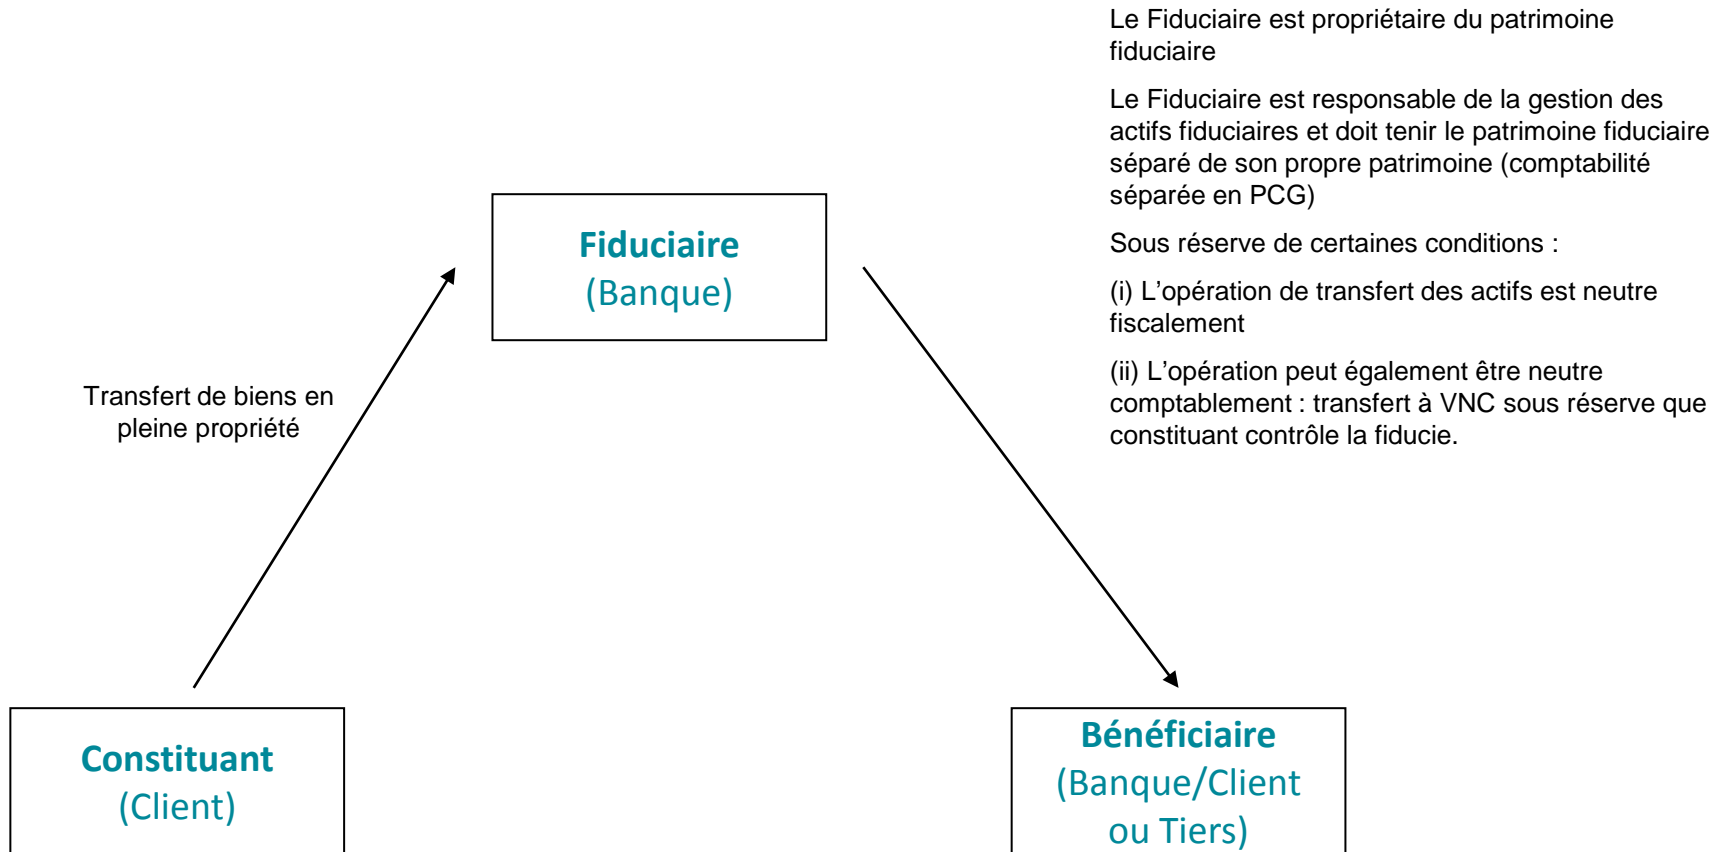 Le Fiduciaire est propriétaire du patrimoine
fiduciaire
Le Fiduciaire est responsable de la gestion des
actifs fiduciaires et doit tenir le patrimoine fiduciaire
séparé de son propre patrimoine (comptabilité
séparée en PCG)
Sous réserve de certaines conditions :
(i) L’opération de transfert des actifs est neutre
fiscalement
(ii) L’opération peut également être neutre
comptablement : transfert à VNC sous réserve que
constituant contrôle la fiducie.
Fiduciaire
(Banque)
Transfert de biens en
pleine propriété
Constituant
(Client)
Bénéficiaire
(Banque/Client
ou Tiers)